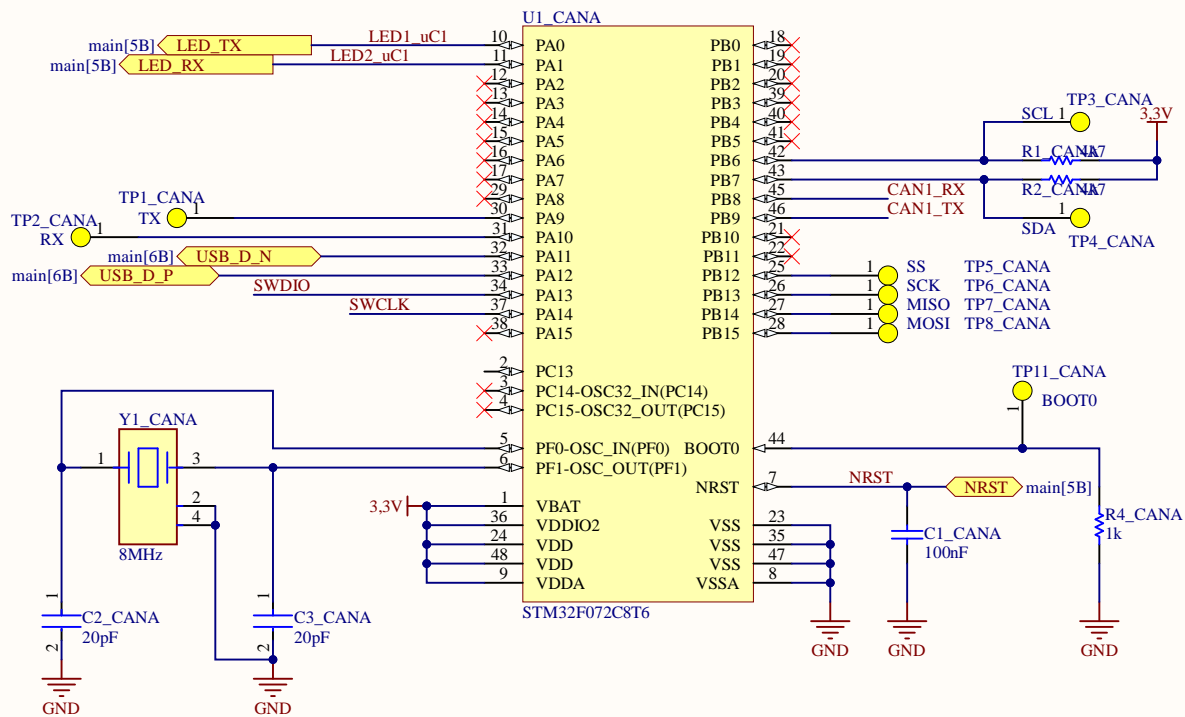 U1_CANA
main[5B] LED_TX LED1_uC1 10 PA0 PB0 18
main[5B] LED_RX LED2_uC1 11 PA1 PB1 19
12 PA2 PB2 20
13 PA3 PB3 39
14 PA4 PB4 40
15 PA5 PB5 41
16 PA6 PB6 42
17 PA7 PB7 43
29 PA8 PB8 45 CAN1_RX
30 PA9 PB9 46 CAN1_TX
31 PA10 PB10 21
32 PA11 PB11 22
33 PA12 PB12 25
34 PA13 PB13 26
37 PA14 PB14 27
38 PA15 PB15 28
TP1_CANA
TX 1
TP2_CANA
RX 1
main[6B] USB_D_N
main[6B] USB_D_P
SWDIO
SWCLK
TP3_CANA
SCL 1
3,3V
R1_CANA 4k7
R2_CANA 4k7
SDA 1
TP4_CANA
1 SS TP5_CANA
1 SCK TP6_CANA
1 MISO TP7_CANA
1 MOSI TP8_CANA
2 PC13
3 PC14-OSC32_IN(PC14)
4 PC15-OSC32_OUT(PC15)
5 PF0-OSC_IN(PF0) BOOT0 44
6 PF1-OSC_OUT(PF1)
NRST 7 NRST NRST main[5B]
3,3V 1 VBAT
36 VDDIO2 VSS 23
24 VDD VSS 35
48 VDD VSS 47
9 VDDA VSSA 8
STM32F072C8T6
TP11_CANA
BOOT0
1
R4_CANA
1k
C1_CANA
100nF
Y1_CANA
1 3
2
4
8MHz
1 C2_CANA
20pF
2
1 C3_CANA
20pF
2
GND
GND
GND
GND
GND